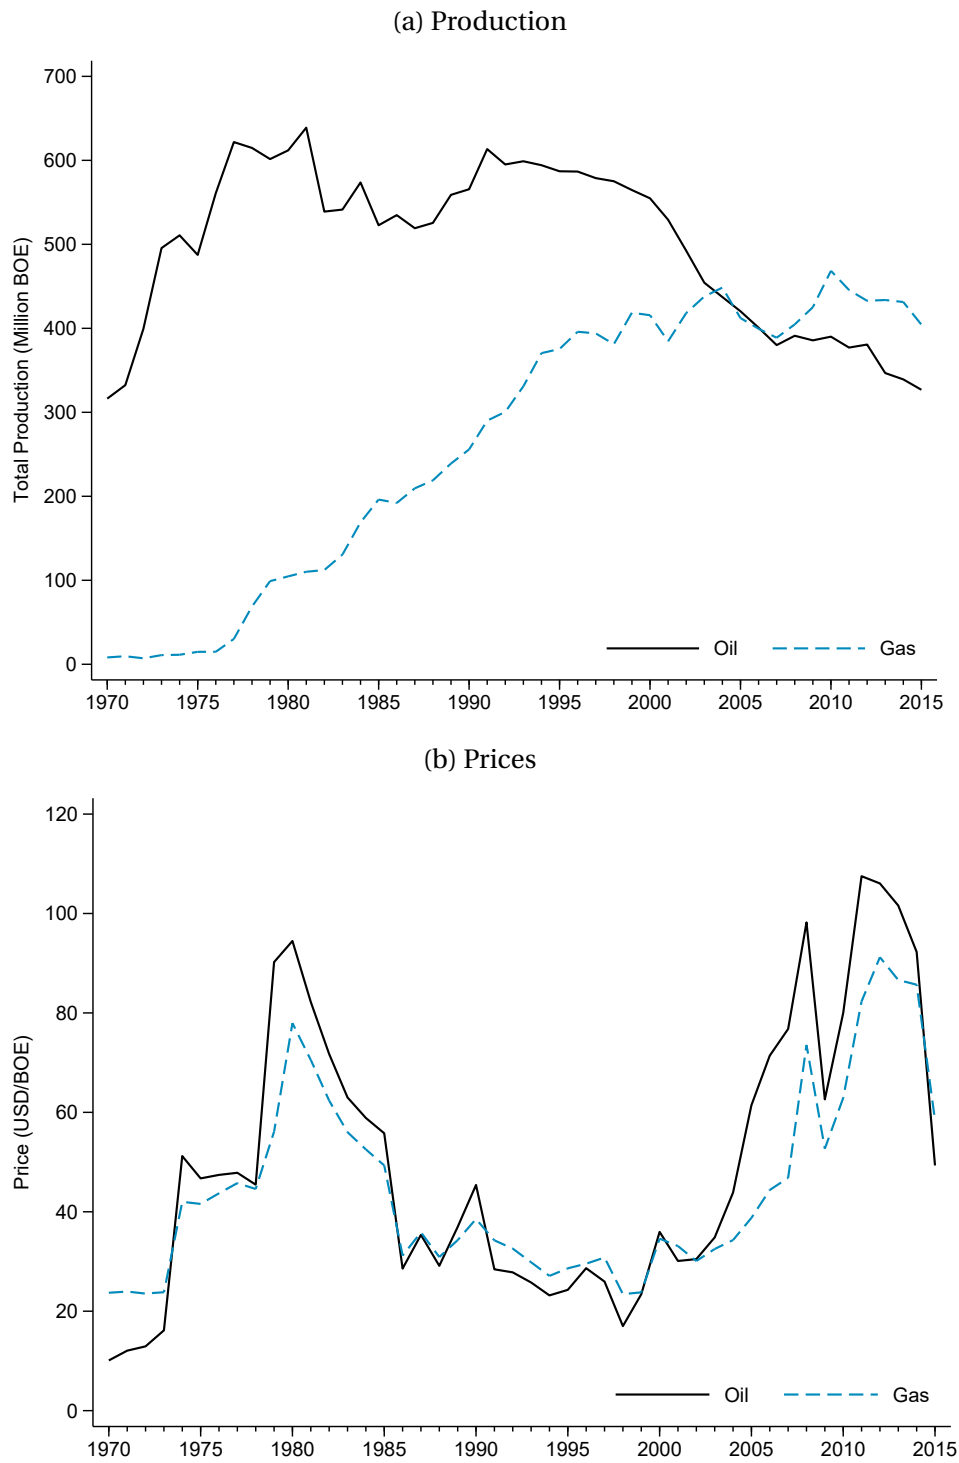 (a) Production
700
600
500
400
300
200
100
0
Total Production (Million BOE)
Oil
Gas
1970 1975 1980 1985 1990 1995 2000 2005 2010 2015
(b) Prices
120
100
80
60
40
20
0
Price (USD/BOE)
Oil
Gas
1970 1975 1980 1985 1990 1995 2000 2005 2010 2015